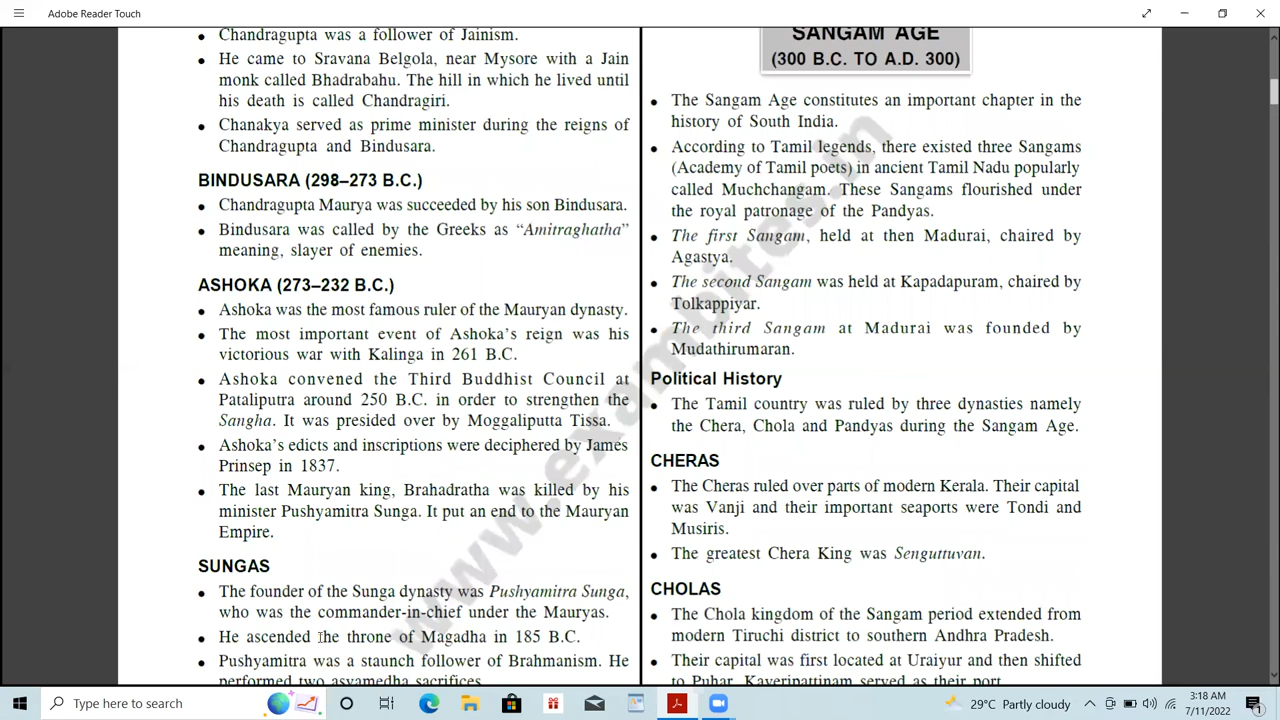 Adobe Reader Touch
Chandragupta was a follower of Jainism.
• He came to Sravana Belgola, near Mysore with a Jain
monk called Bhadrabahu. The hill in which he lived until
his death is called Chandragiri.
• Chanakya served as prime minister during the reigns of
Chandragupta and Bindusara.
BINDUSARA (298–273 B.C.)
• Chandragupta Maurya was succeeded by his son Bindusara.
• Bindusara was called by the Greeks as “Amitraghatha”
meaning, slayer of enemies.
ASHOKA (273–232 B.C.)
• Ashoka was the most famous ruler of the Mauryan dynasty.
• The most important event of Ashoka’s reign was his
victorious war with Kalinga in 261 B.C.
• Ashoka convened the Third Buddhist Council at
Pataliputra around 250 B.C. in order to strengthen the
Sangha. It was presided over by Moggaliputta Tissa.
• Ashoka’s edicts and inscriptions were deciphered by James
Prinsep in 1837.
• The last Mauryan king, Brahadratha was killed by his
minister Pushyamitra Sunga. It put an end to the Mauryan
Empire.
SUNGAS
• The founder of the Sunga dynasty was Pushyamitra Sunga,
who was the commander-in-chief under the Mauryas.
• He ascended the throne of Magadha in 185 B.C.
• Pushyamitra was a staunch follower of Brahmanism. He
performed two asvamedha sacrifices.
SANGAM AGE
(300 B.C. TO A.D. 300)
• The Sangam Age constitutes an important chapter in the
history of South India.
• According to Tamil legends, there existed three Sangams
(Academy of Tamil poets) in ancient Tamil Nadu popularly
called Muchchangam. These Sangams flourished under
the royal patronage of the Pandyas.
• The first Sangam, held at then Madurai, chaired by
Agastya.
• The second Sangam was held at Kapadapuram, chaired by
Tolkappiyar.
• The third Sangam at Madurai was founded by
Mudathirumaran.
Political History
• The Tamil country was ruled by three dynasties namely
the Chera, Chola and Pandyas during the Sangam Age.
CHERAS
• The Cheras ruled over parts of modern Kerala. Their capital
was Vanji and their important seaports were Tondi and
Musiris.
• The greatest Chera King was Senguttuvan.
CHOLAS
• The Chola kingdom of the Sangam period extended from
modern Tiruchi district to southern Andhra Pradesh.
• Their capital was first located at Uraiyur and then shifted
to Puhar. Kaveripattinam served as their port.
www.exambites.in
Type here to search
29°C Partly cloudy
3:18 AM
7/11/2022
1